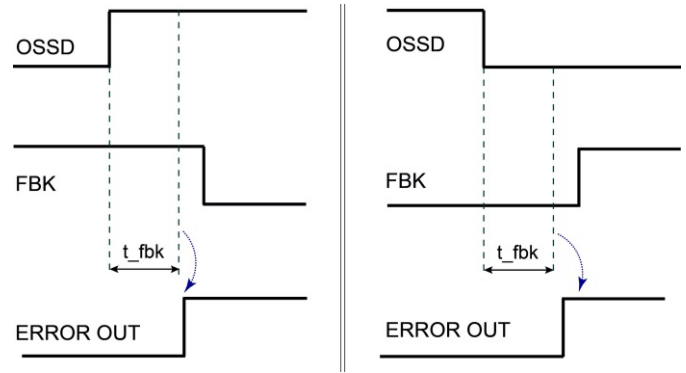 OSSD
FBK
t_fbk
ERROR OUT
OSSD
FBK
t_fbk
ERROR OUT